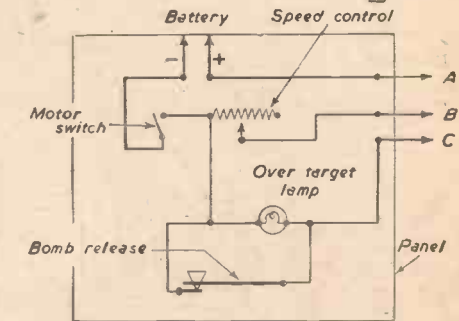 Battery
Speed control
-
+
A
Motor
switch
B
C
Over target
lamp
Bomb release
Panel